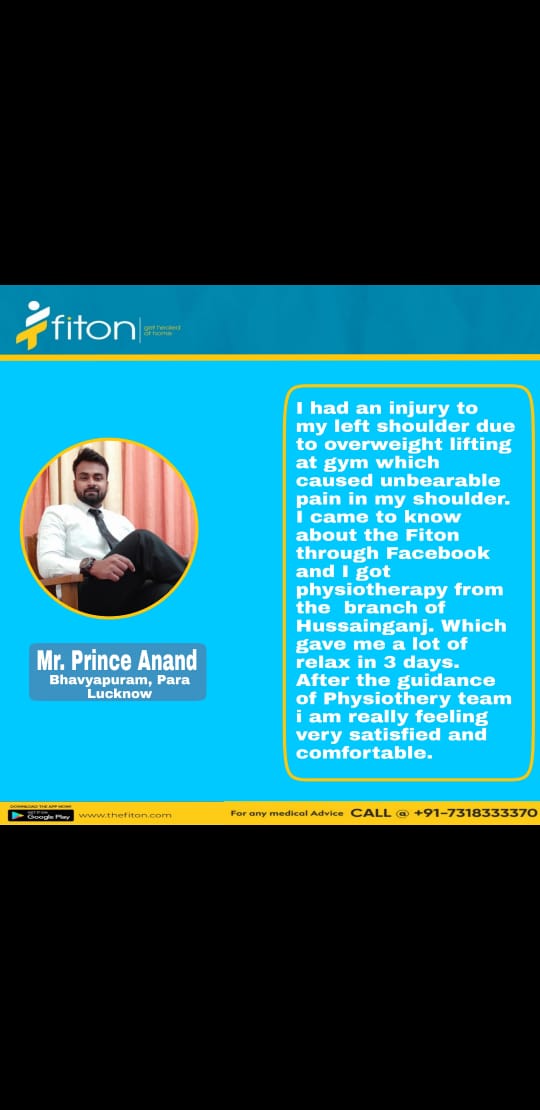 fiton
get healed
at home
I had an injury to
my left shoulder due
to overweight lifting
at gym which
caused unbearable
pain in my shoulder.
I came to know
about the Fiton
through Facebook
and I got
physiotherapy from
the  branch of
Hussainganj. Which
gave me a lot of
relax in 3 days.
After the guidance
of Physiothery team
i am really feeling
very satisfied and
comfortable.
Mr. Prince Anand
Bhavyapuram, Para
Lucknow
DOWNLOAD THE APP NOW!
GET IT ON
Google Play
www.thefiton.com
For any medical Advice CALL @ +91-7318333370